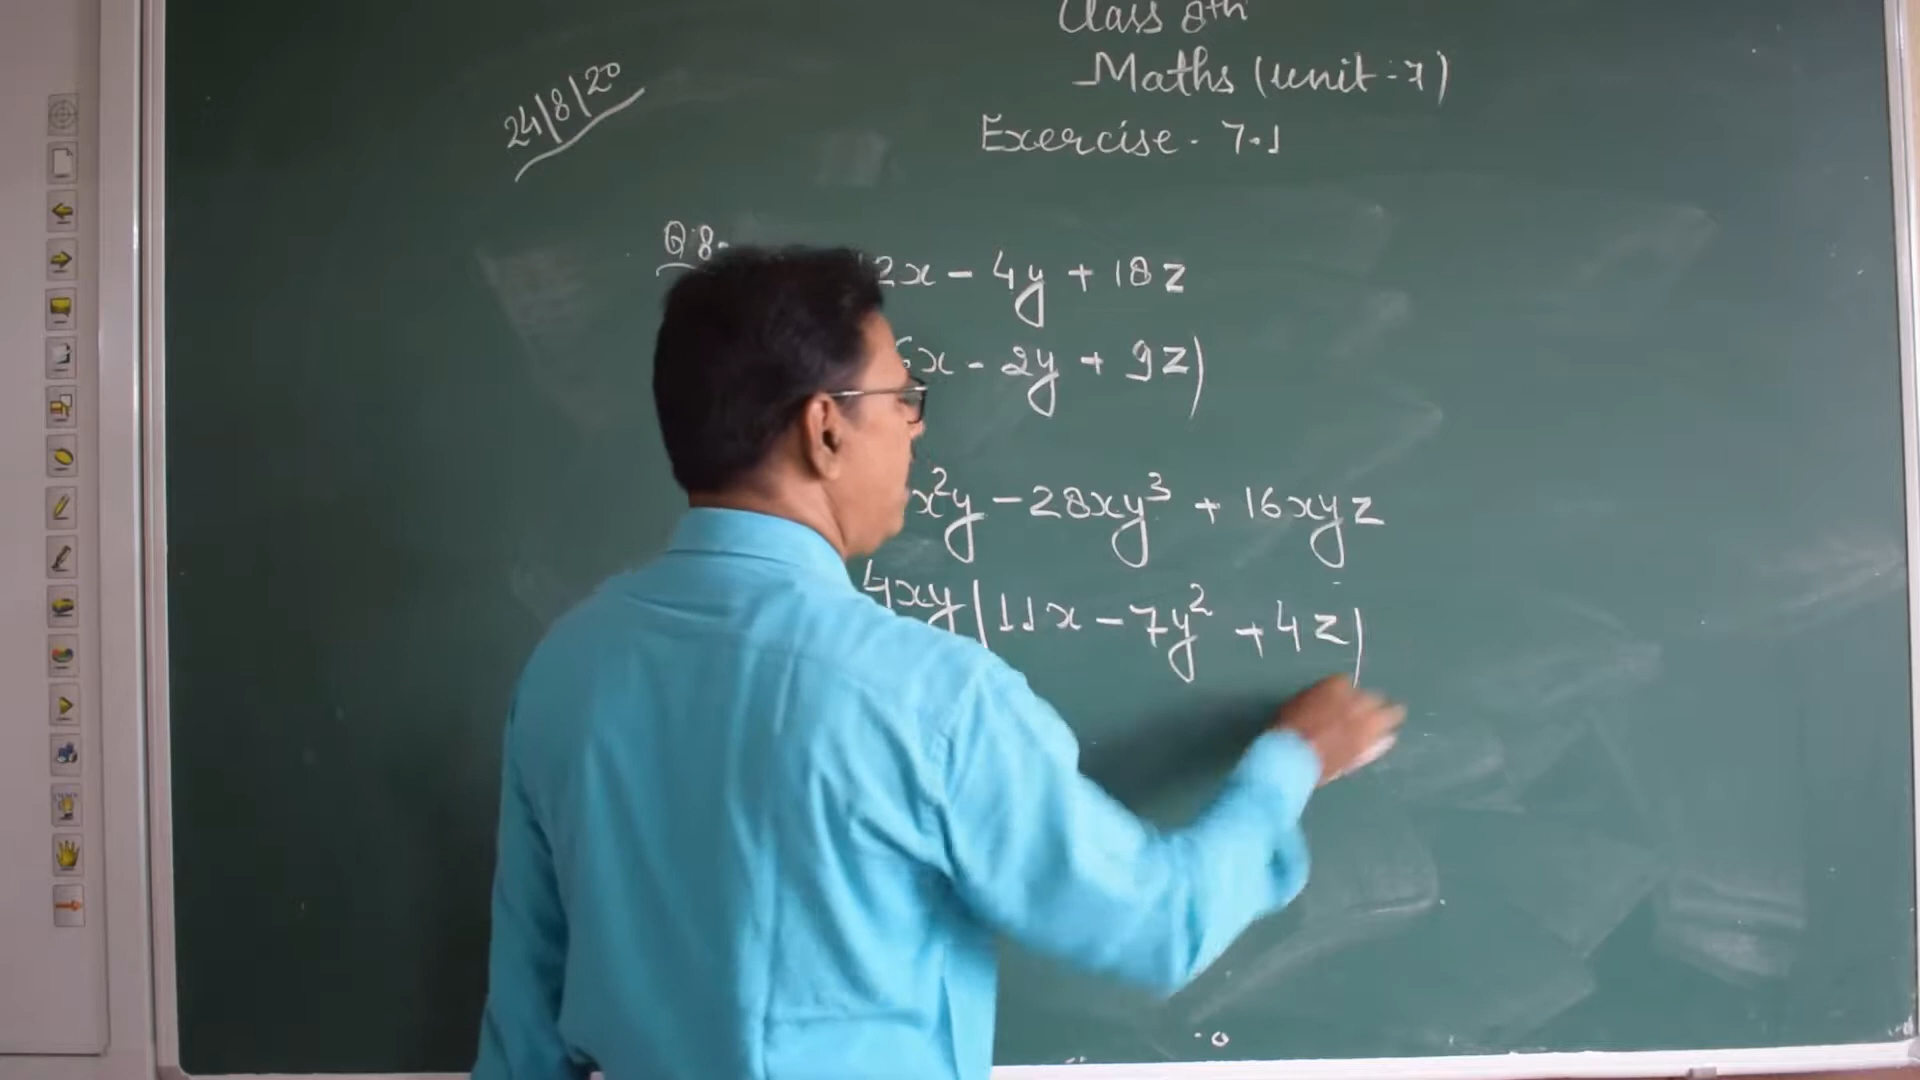 Class 8th
Maths (unit-7)
24/8/20
Exercise - 7.1
Q.8.
2x - 4y + 18z
6x - 2y + 9z)
x²y - 28xy³ + 16xyz
4xy(11x - 7y² + 4z)